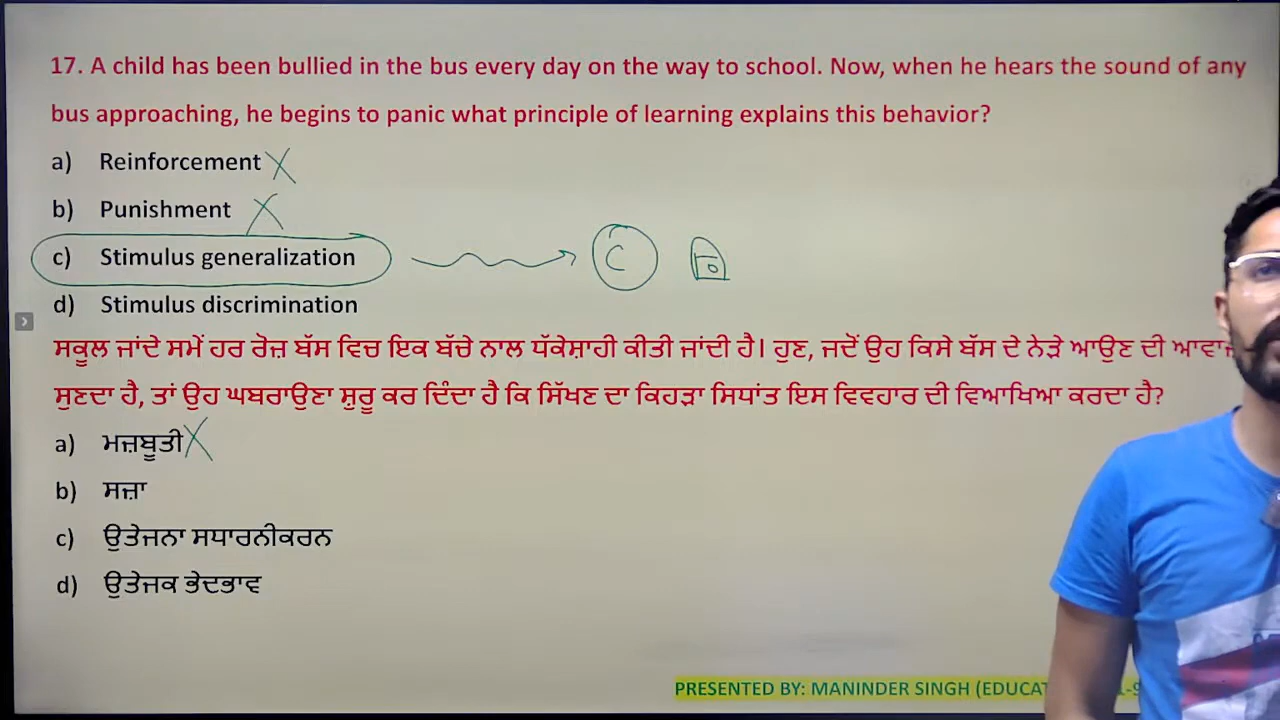 17. A child has been bullied in the bus every day on the way to school. Now, when he hears the sound of any
bus approaching, he begins to panic what principle of learning explains this behavior?
a) Reinforcement
b) Punishment
c) Stimulus generalization
C
d) Stimulus discrimination
ਸਕੂਲ ਜਾਂਦੇ ਸਮੇਂ ਹਰ ਰੋਜ਼ ਬੱਸ ਵਿਚ ਇਕ ਬੱਚੇ ਨਾਲ ਧੱਕੇਸ਼ਾਹੀ ਕੀਤੀ ਜਾਂਦੀ ਹੈ। ਹੁਣ, ਜਦੋਂ ਉਹ ਕਿਸੇ ਬੱਸ ਦੇ ਨੇੜੇ ਆਉਣ ਦੀ
ਸੁਣਦਾ ਹੈ, ਤਾਂ ਉਹ ਘਬਰਾਉਣਾ ਸ਼ੁਰੂ ਕਰ ਦਿੰਦਾ ਹੈ ਕਿ ਸਿੱਖਣ ਦਾ ਕਿਹੜਾ ਸਿਧਾਂਤ ਇਸ ਵਿਵਹਾਰ ਦੀ ਵਿਆਖਿਆ ਕਰਦਾ ਹੈ?
a) ਮਜ਼ਬੂਤੀ
b) ਸਜ਼ਾ
c) ਉਤੇਜਨਾ ਸਧਾਰਨੀਕਰਨ
d) ਉਤੇਜਕ ਭੇਦਭਾਵ
PRESENTED BY: MANINDER SINGH